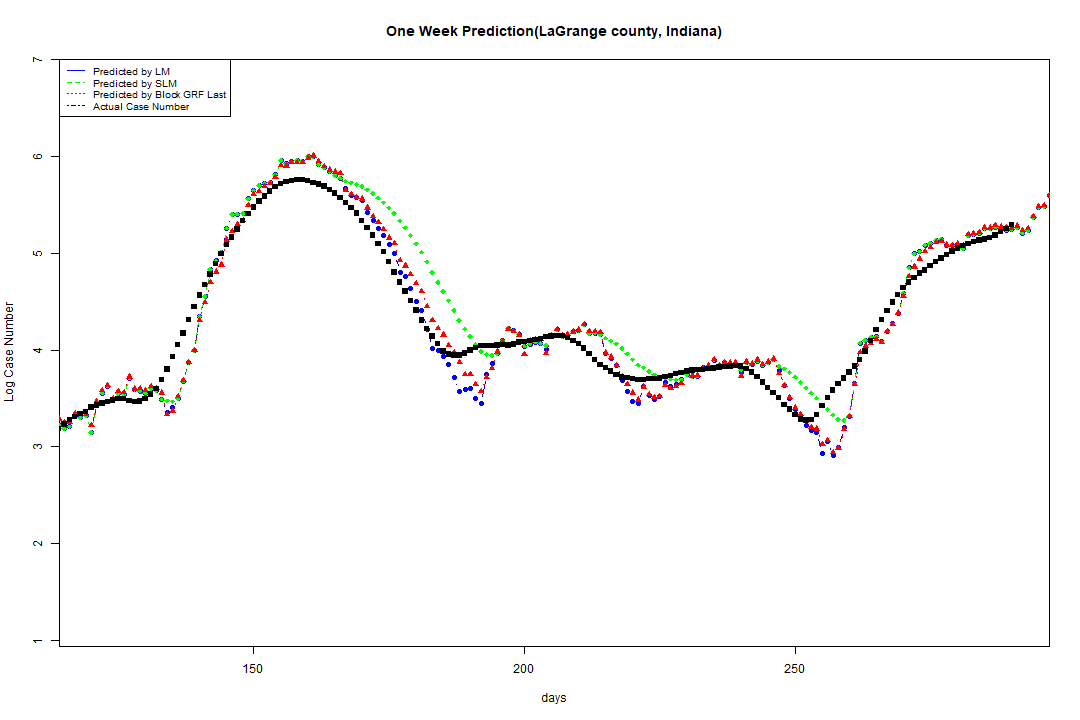 One Week Prediction(LaGrange county, Indiana)
Predicted by LM
Predicted by SLM
Predicted by Block GRF Last
Actual Case Number
7
6
5
4
3
2
1
Log Case Number
150 200 250
days